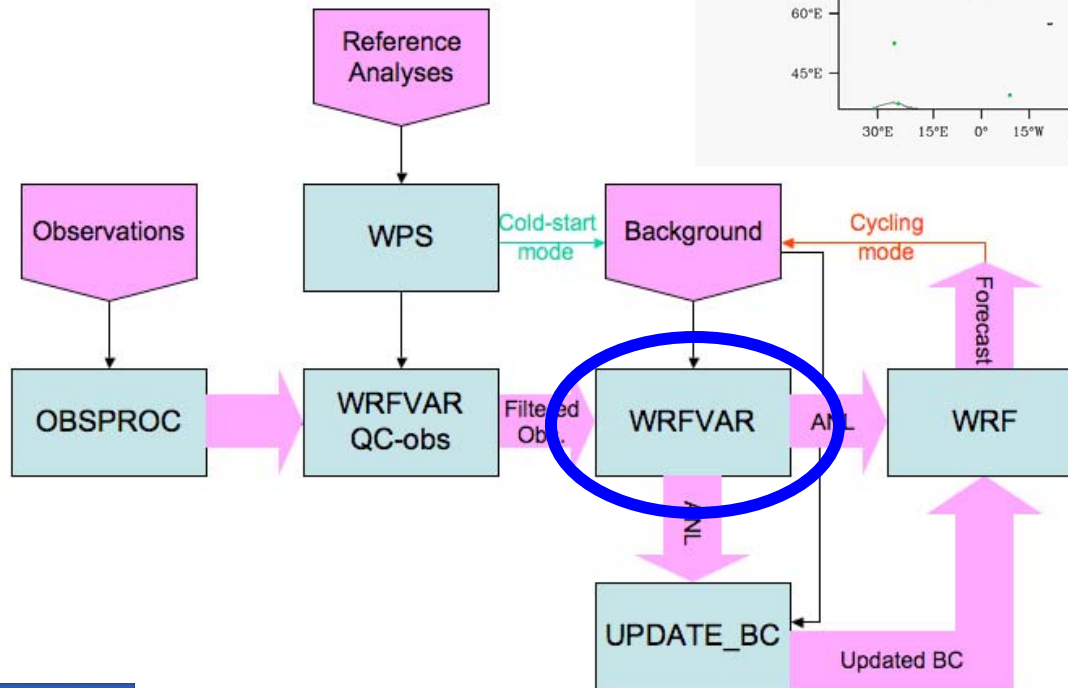 60°E
45°E
30°E 15°E 0° 15°W
Reference
Analyses
Observations
WPS
Cold-start
mode
Background
Cycling
mode
Forecast
OBSPROC
WRFVAR
QC-obs
Filtered
Obs.
WRFVAR
ANL
WRF
ANL
UPDATE_BC
Updated BC